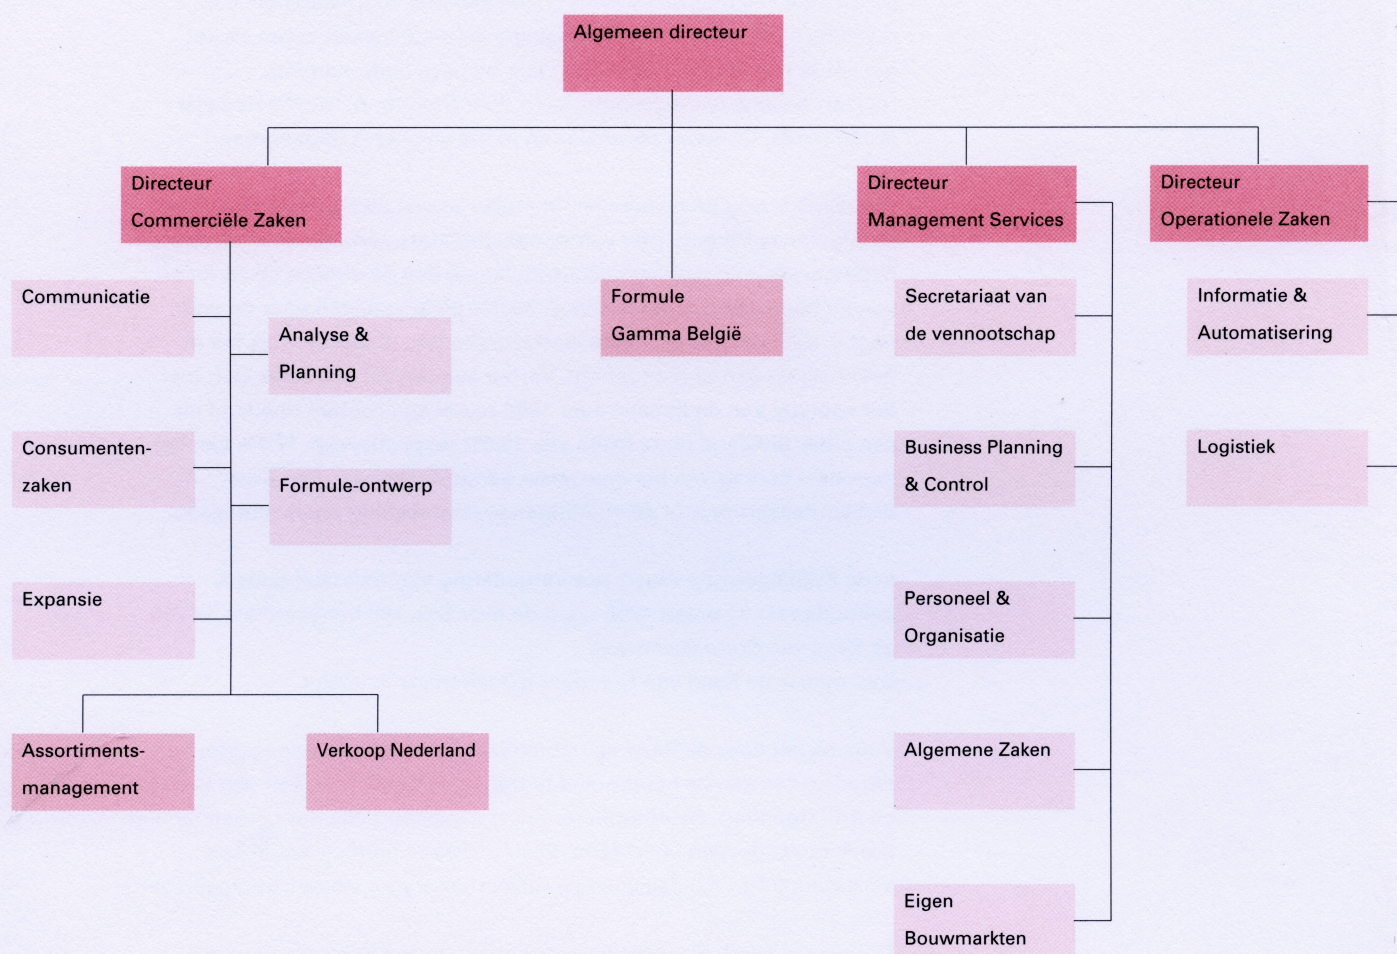 Algemeen directeur
Directeur
Commerciële Zaken
Directeur
Management Services
Directeur
Operationele Zaken
Communicatie
Analyse &
Planning
Consumenten-
zaken
Formule-ontwerp
Expansie
Assortiments-
management
Verkoop Nederland
Formule
Gamma België
Secretariaat van
de vennootschap
Business Planning
& Control
Personeel &
Organisatie
Algemene Zaken
Eigen
Bouwmarkten
Informatie &
Automatisering
Logistiek